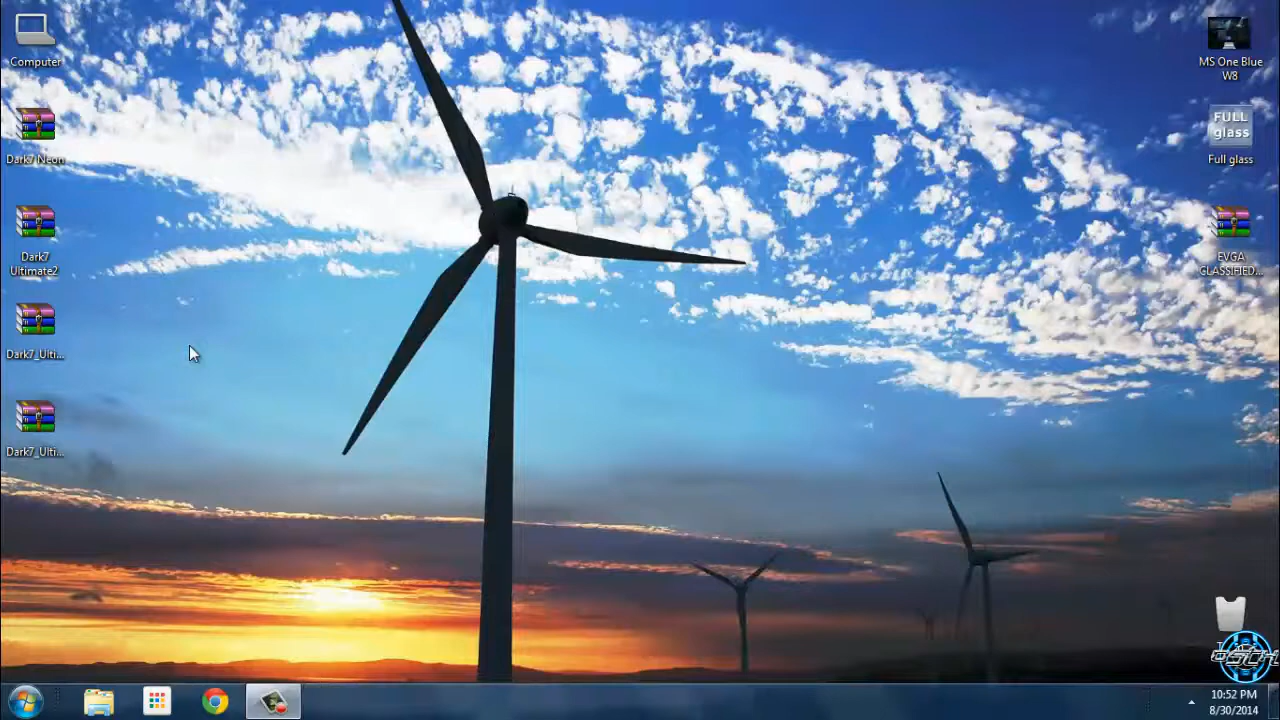 Computer
Dark7 Neon
Dark7
Ultimate2
Dark7_Ulti...
Dark7_Ulti...
MS One Blue
W8
FULL
glass
Full glass
EVGA
CLASSIFIED...
10:52 PM
8/30/2014